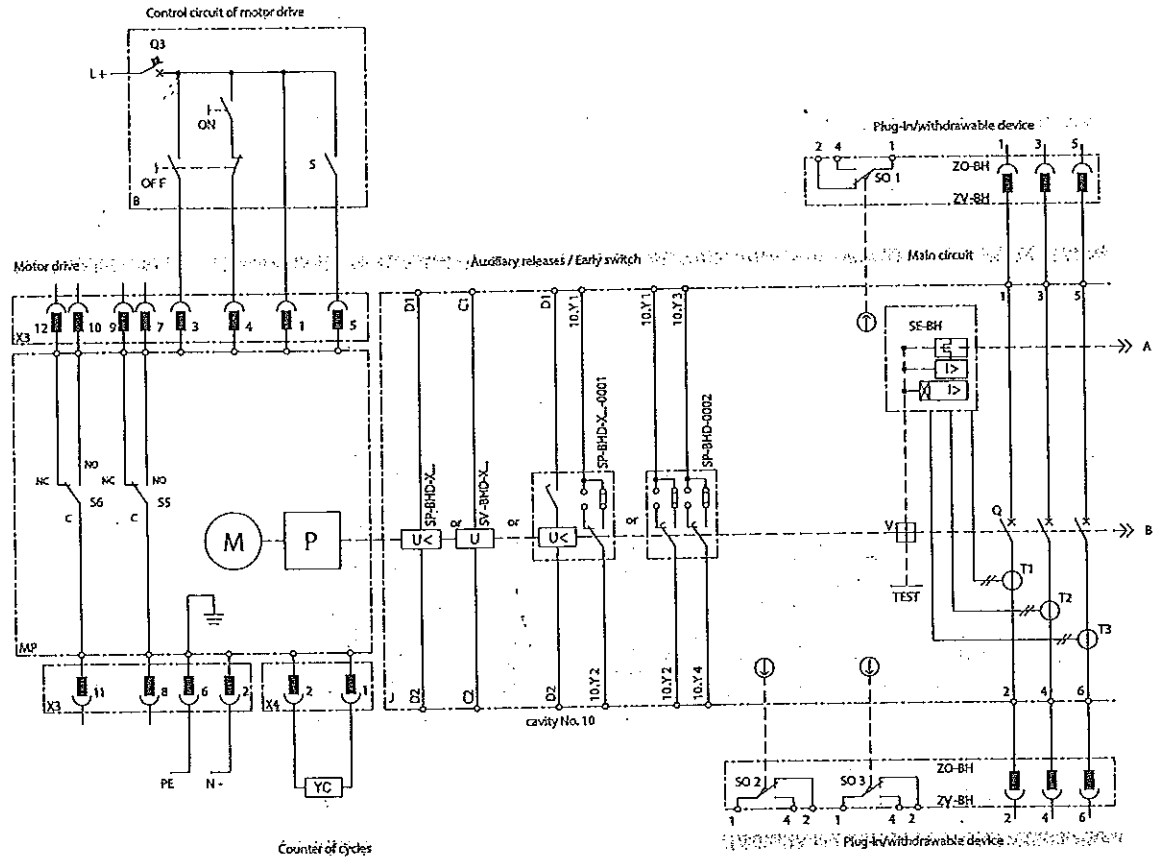 Control circuit of motor drive
Q3
L+
ON
OFF
S
B
Plug-in/withdrawable device
2 4 1 1 3 5
SO 1
ZO-BH
ZV-BH
Motor drive
Auxiliary releases / Early switch
Main circuit
12 10 9 7 3 4 1 5
X3
D1 C1 D1 10.Y1 10.Y1 10.Y3
1 3 5
SE-BH
I>
I>
A
SP-BHD-X...
SV-BHD-X...
SP-BHD-X...-0001
SP-BHD-0002
NC NO S6 C
NC NO S5 C
M P
U< or U or U< or
V
Q
B
TEST
T1
T2
T3
MP
X3 11 8 6 2
X4 2 1
D2 C2 D2 10.Y2 10.Y2 10.Y4
2 4 6
cavity No. 10
PE N-
YC
SO 2 SO 3
ZO-BH
ZV-BH
1 4 2 1 4 2 2 4 6
Counter of cycles
Plug-in/withdrawable device